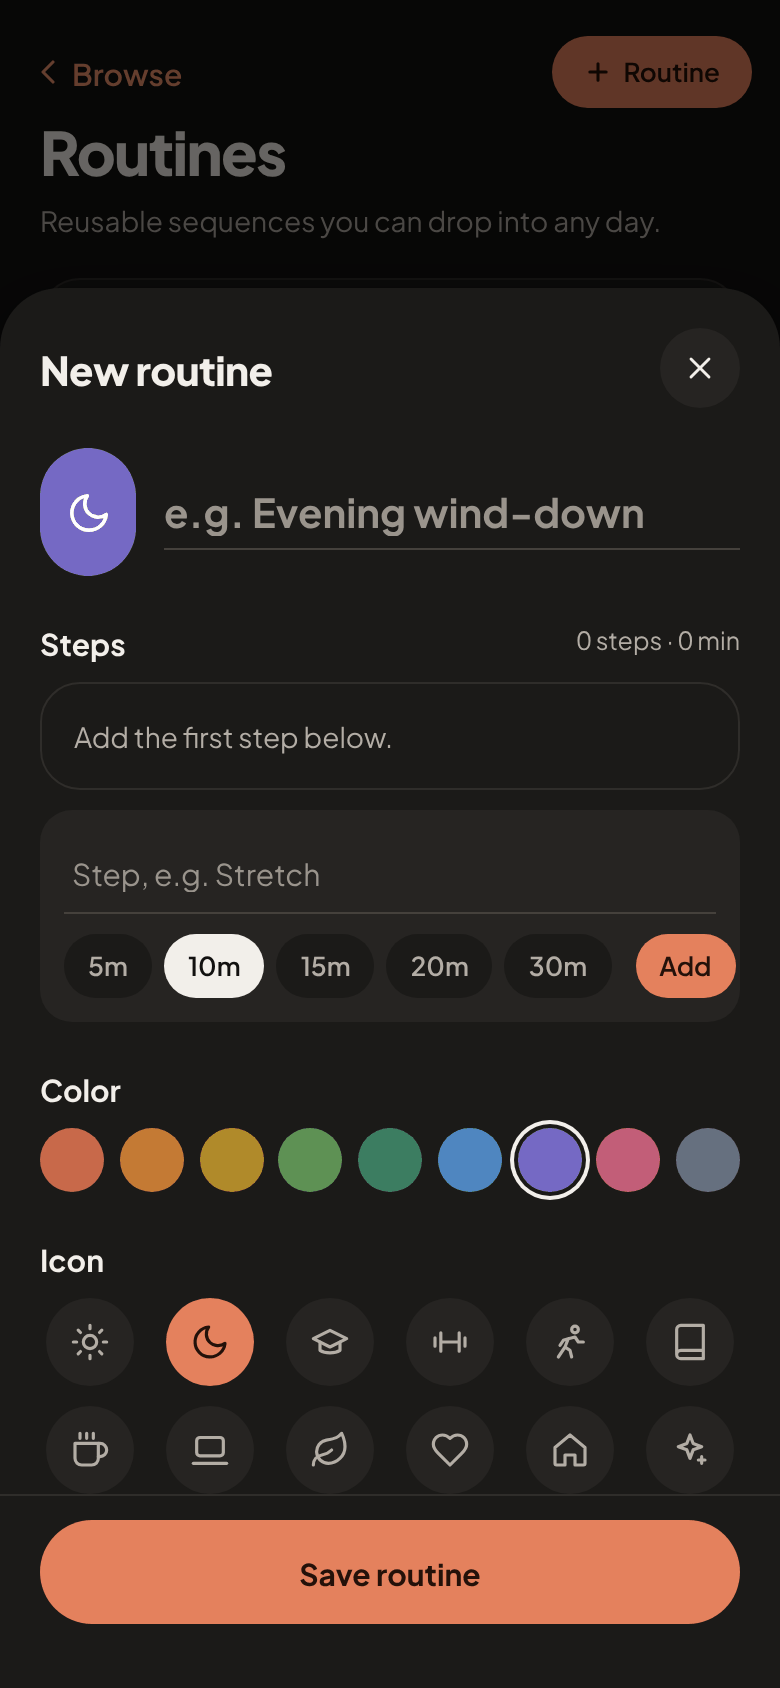 Browse
+ Routine
Routines
Reusable sequences you can drop into any day.
New routine
e.g. Evening wind-down
Steps
0 steps · 0 min
Add the first step below.
Step, e.g. Stretch
5m 10m 15m 20m 30m Add
Color
Icon
Save routine